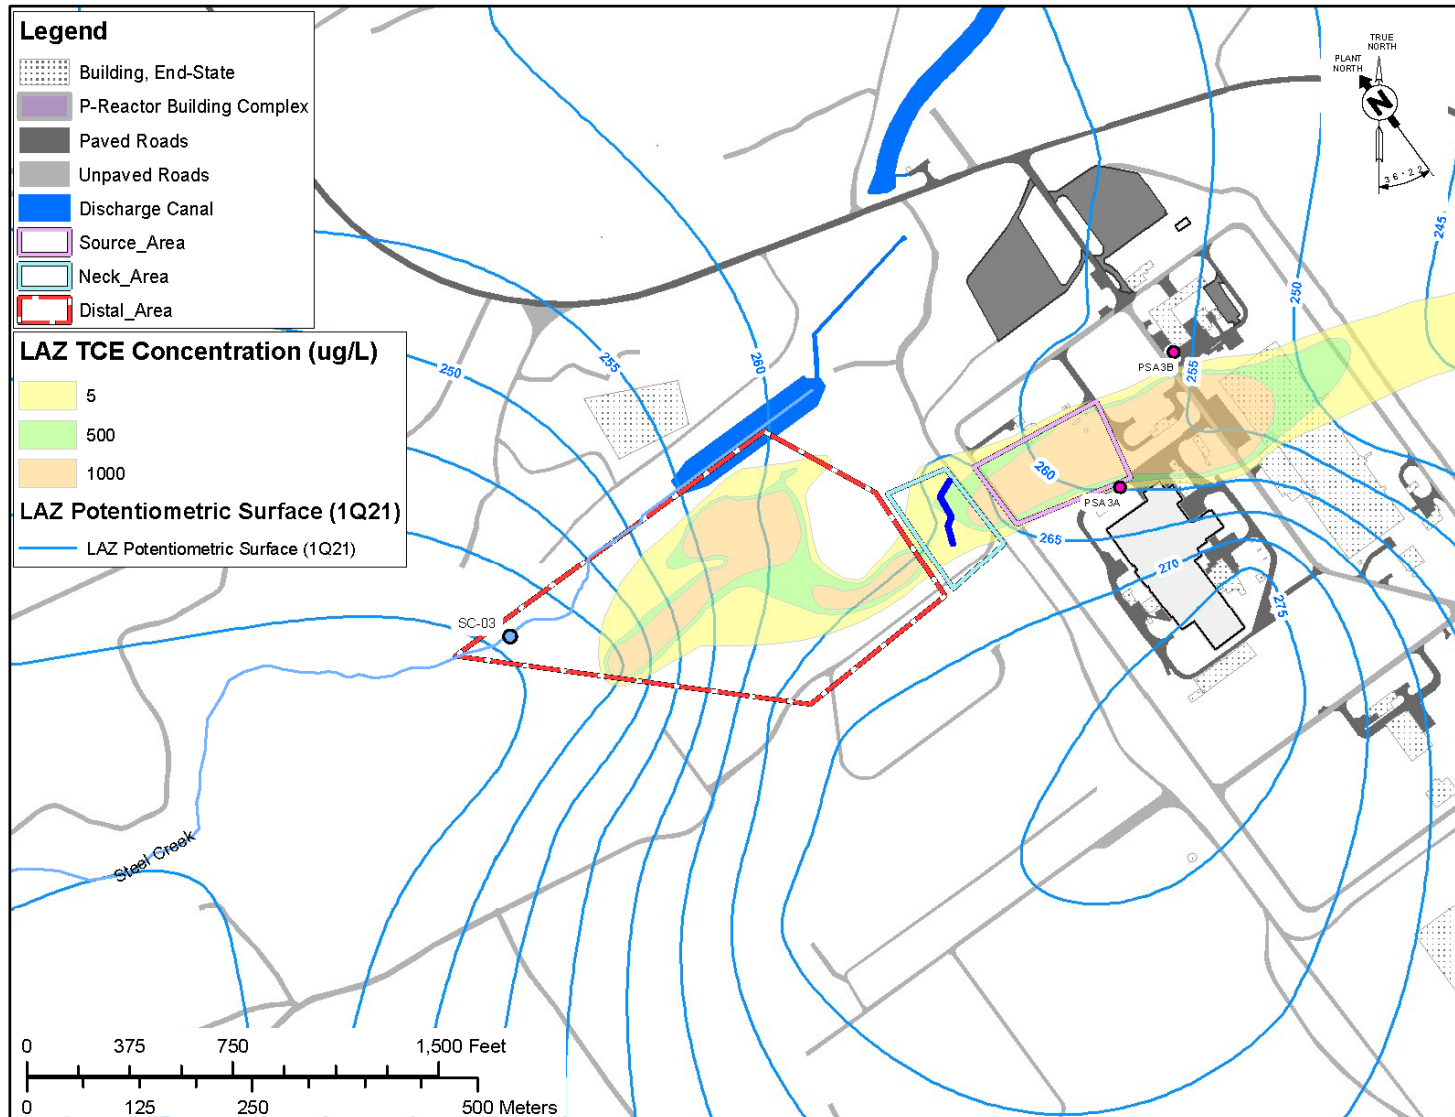 Legend
Building, End-State
P-Reactor Building Complex
Paved Roads
Unpaved Roads
Discharge Canal
Source_Area
Neck_Area
Distal_Area
LAZ TCE Concentration (ug/L)
5
500
1000
LAZ Potentiometric Surface (1Q21)
LAZ Potentiometric Surface (1Q21)
TRUE
NORTH
PLANT
NORTH
N
36°22'
245
250
255
260
250
255
260
265
270
275
PSA3B
PSA3A
SC-03
Steel Creek
0 375 750 1,500 Feet
0 125 250 500 Meters